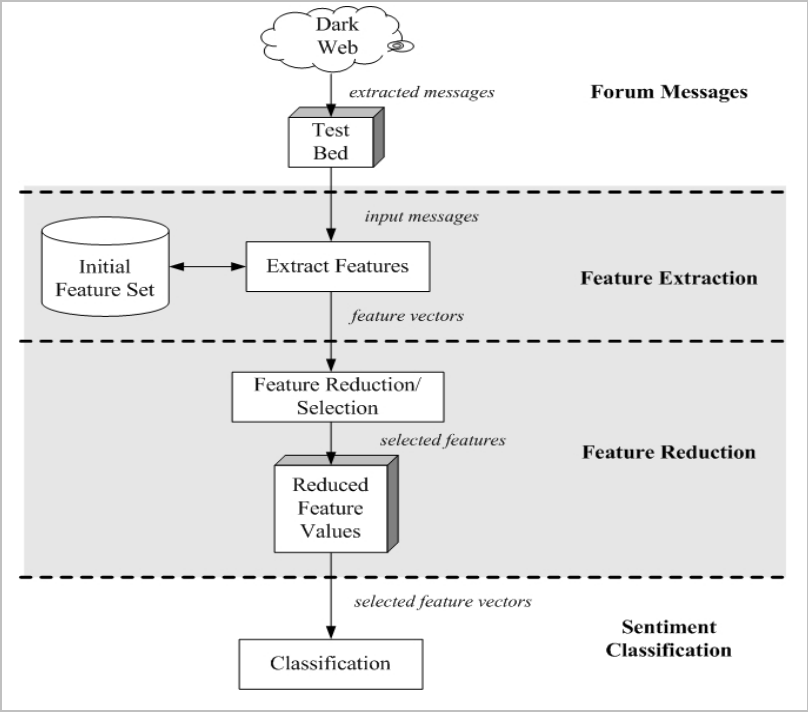 Dark
Web
extracted messages
Forum Messages
Test
Bed
input messages
Initial
Feature Set
Extract Features
Feature Extraction
feature vectors
Feature Reduction/
Selection
selected features
Feature Reduction
Reduced
Feature
Values
selected feature vectors
Sentiment
Classification
Classification